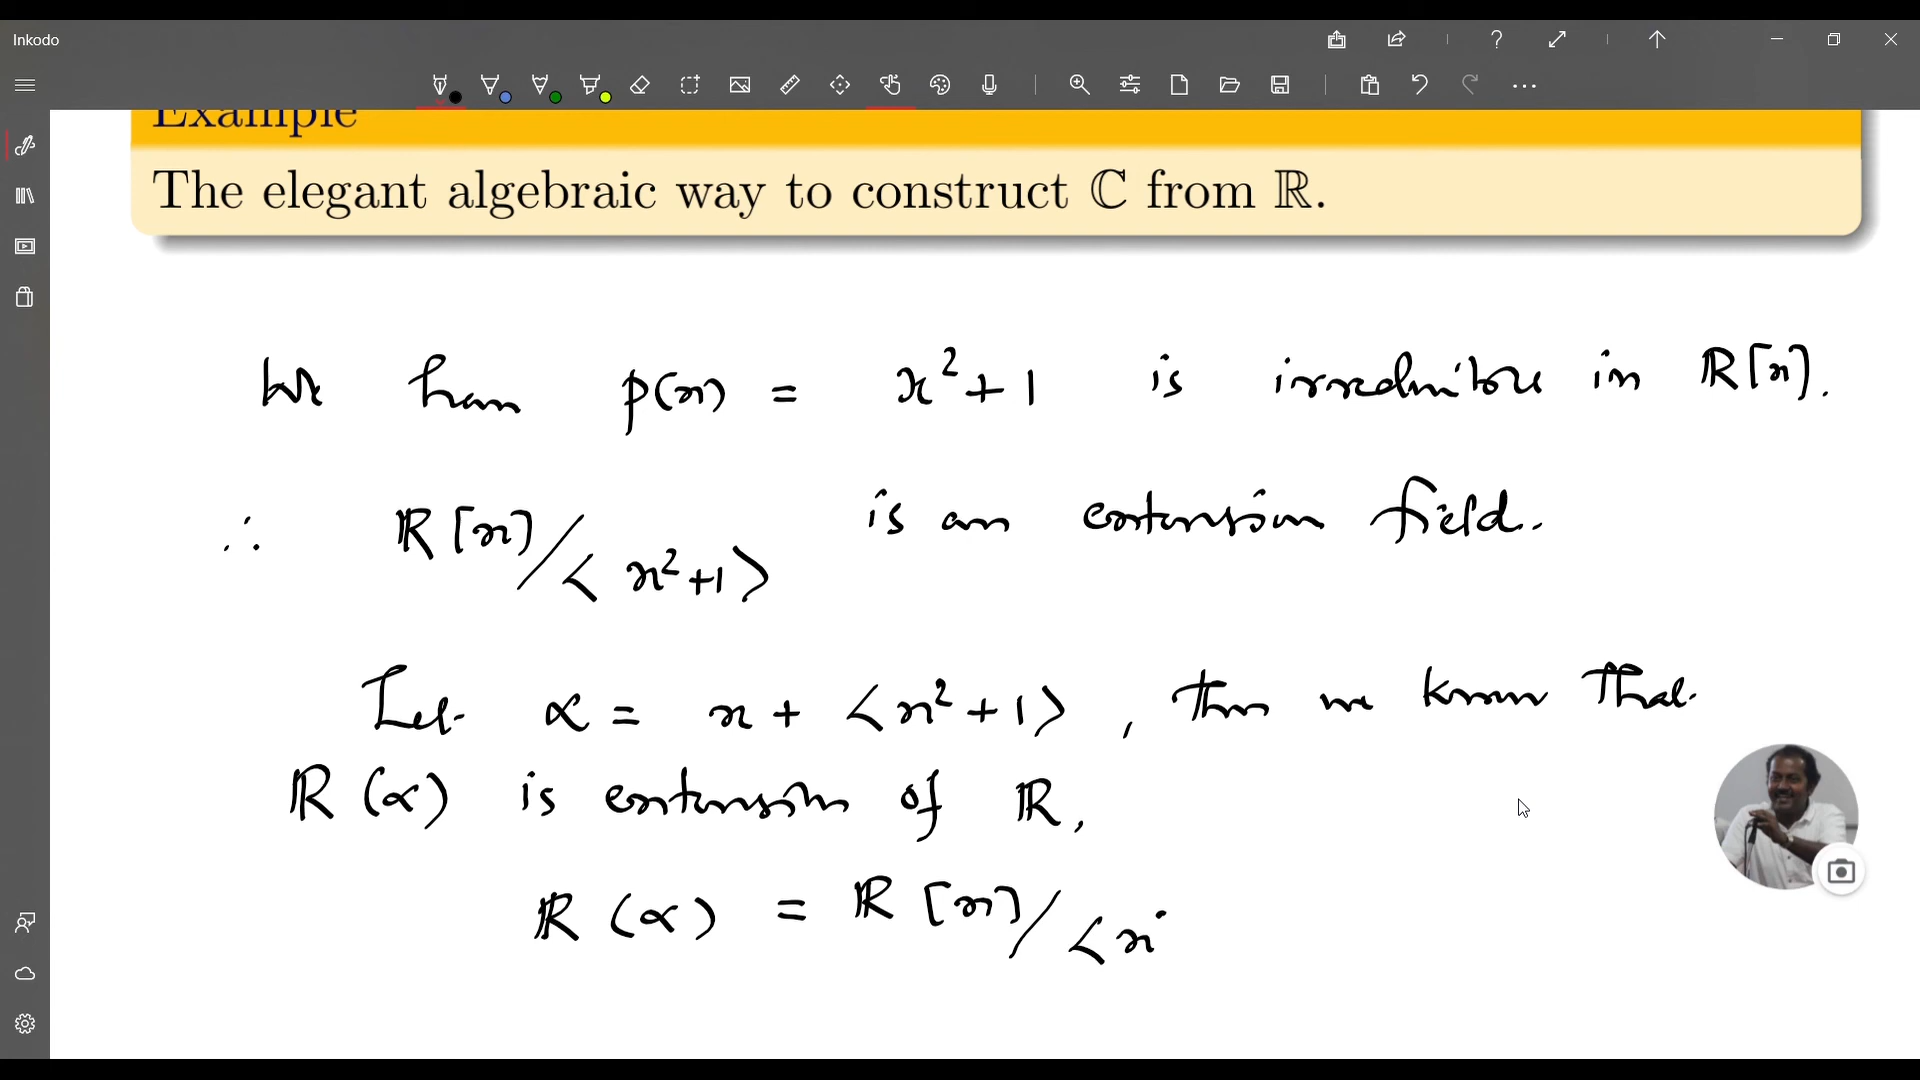 Inkodo
Example
The elegant algebraic way to construct ℂ from ℝ.
We have p(x) = x²+1 is irreducible in ℝ[x].
∴ ℝ[x]/<x²+1> is an extension field.
Let α = x + <x²+1>, then we know that
ℝ(α) is extension of ℝ,
ℝ(α) = ℝ[x]/<x